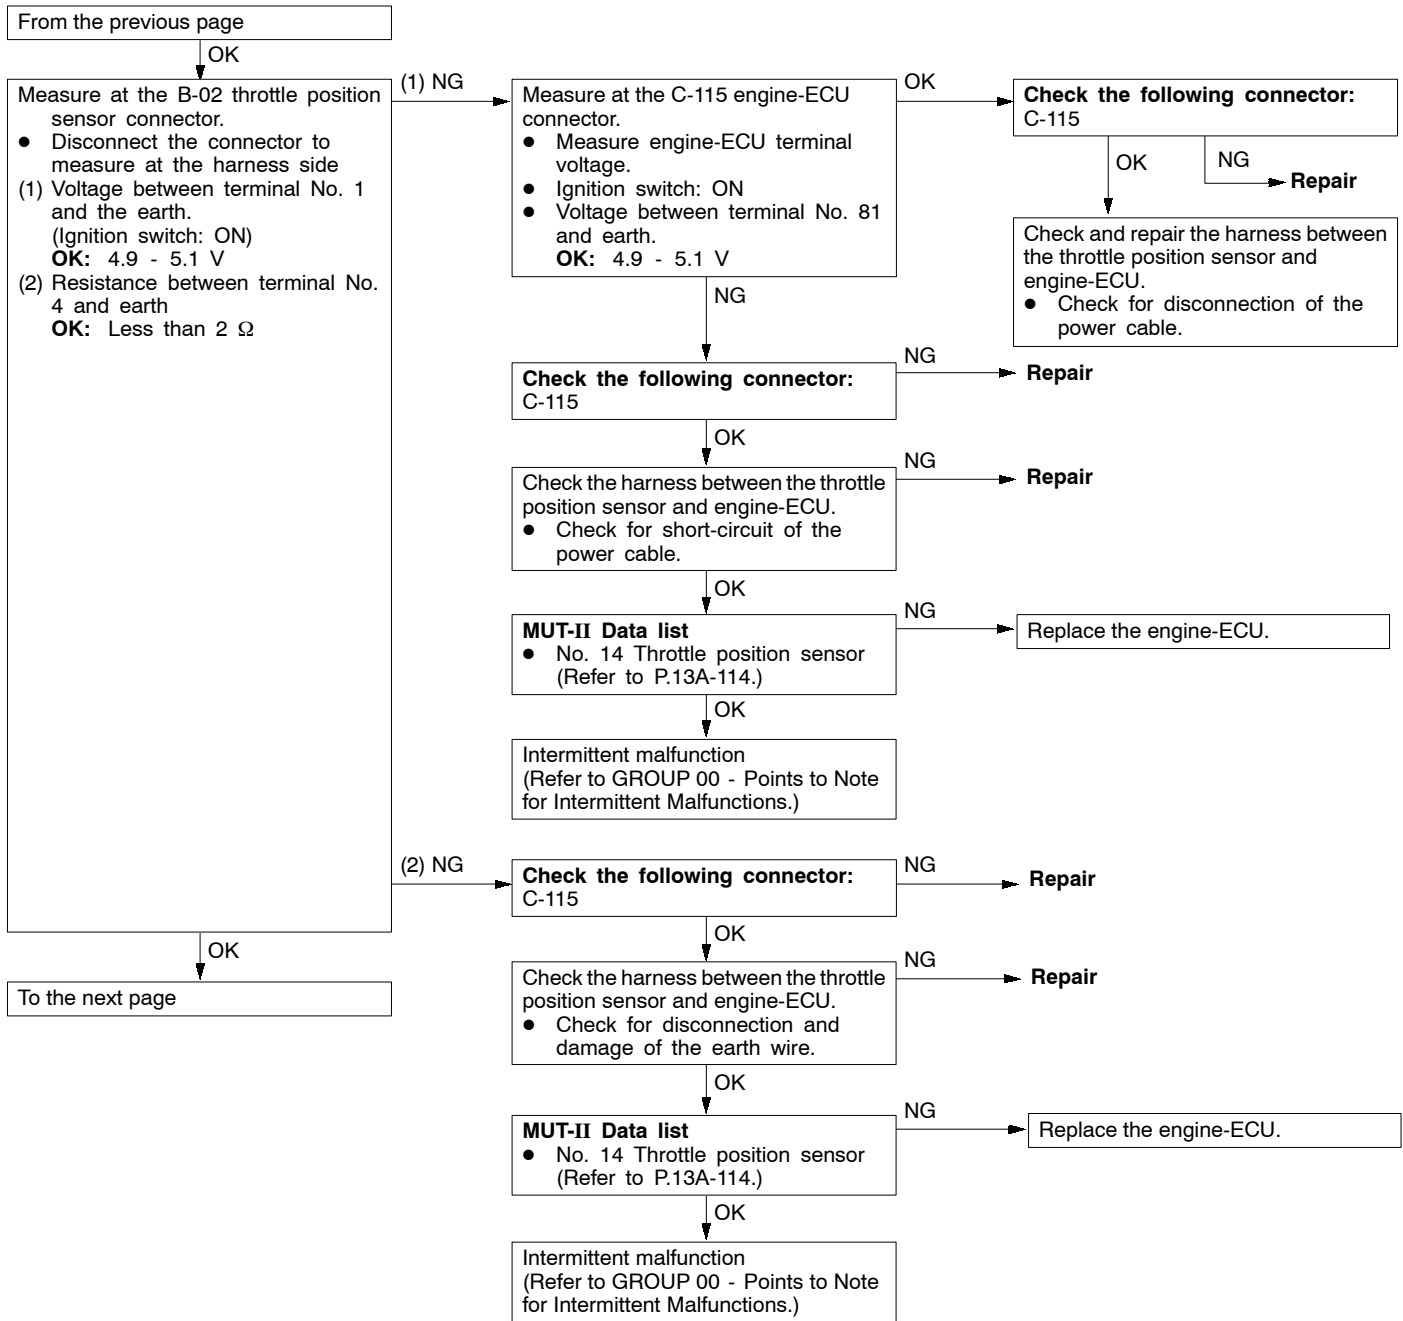 From the previous page
OK
Measure at the B-02 throttle position
sensor connector.
● Disconnect the connector to
measure at the harness side
(1) Voltage between terminal No. 1
and the earth.
(Ignition switch: ON)
OK: 4.9 - 5.1 V
(2) Resistance between terminal No.
4 and earth
OK: Less than 2 Ω
(1) NG
Measure at the C-115 engine-ECU
connector.
● Measure engine-ECU terminal
voltage.
● Ignition switch: ON
● Voltage between terminal No. 81
and earth.
OK: 4.9 - 5.1 V
OK
Check the following connector:
C-115
OK
NG
Repair
Check and repair the harness between
the throttle position sensor and
engine-ECU.
● Check for disconnection of the
power cable.
NG
Check the following connector:
C-115
NG
Repair
OK
Check the harness between the throttle
position sensor and engine-ECU.
● Check for short-circuit of the
power cable.
NG
Repair
OK
MUT-II Data list
● No. 14 Throttle position sensor
(Refer to P.13A-114.)
NG
Replace the engine-ECU.
OK
Intermittent malfunction
(Refer to GROUP 00 - Points to Note
for Intermittent Malfunctions.)
(2) NG
Check the following connector:
C-115
NG
Repair
OK
Check the harness between the throttle
position sensor and engine-ECU.
● Check for disconnection and
damage of the earth wire.
NG
Repair
OK
MUT-II Data list
● No. 14 Throttle position sensor
(Refer to P.13A-114.)
NG
Replace the engine-ECU.
OK
Intermittent malfunction
(Refer to GROUP 00 - Points to Note
for Intermittent Malfunctions.)
OK
To the next page